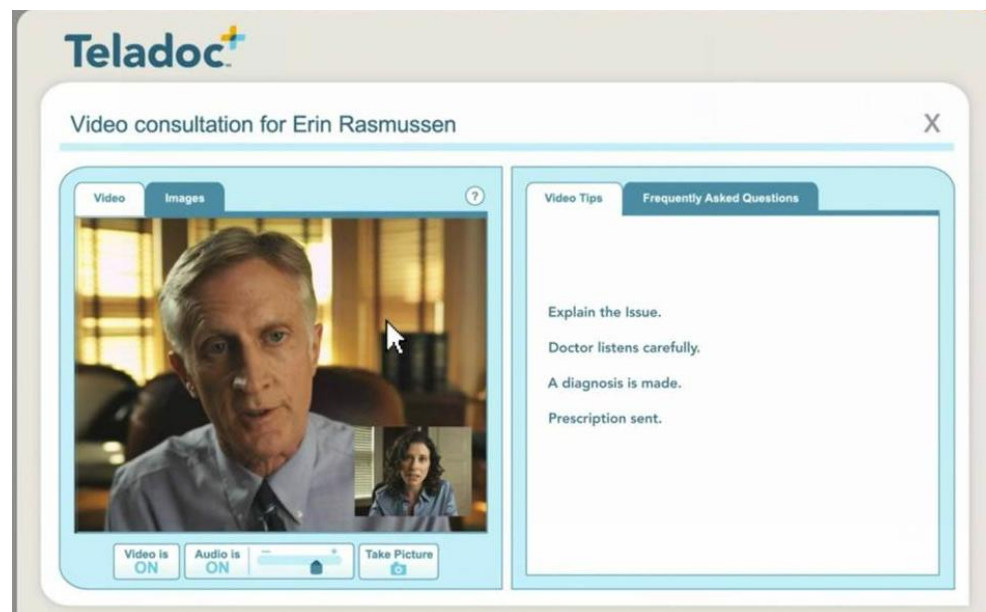 Teladoc
Video consultation for Erin Rasmussen
X
Video
Images
?
Video Tips
Frequently Asked Questions
Explain the Issue.
Doctor listens carefully.
A diagnosis is made.
Prescription sent.
Video is
ON
Audio is
ON
- +
Take Picture